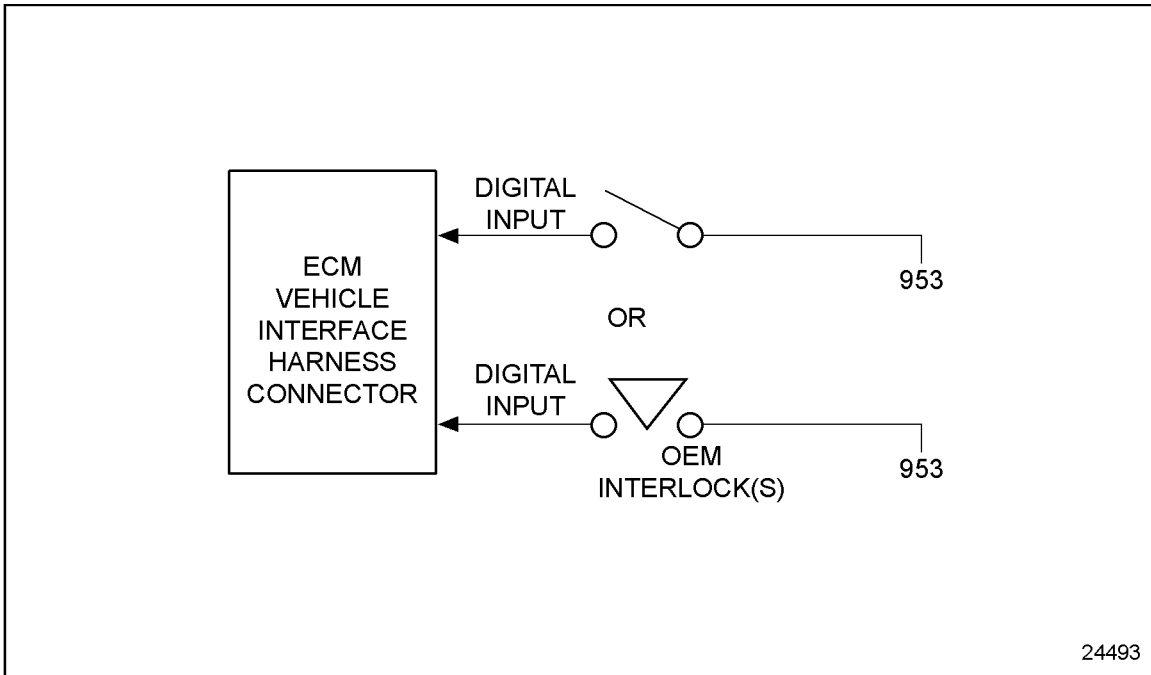 ECM
VEHICLE
INTERFACE
HARNESS
CONNECTOR
DIGITAL
INPUT
953
OR
DIGITAL
INPUT
OEM
INTERLOCK(S)
953
24493